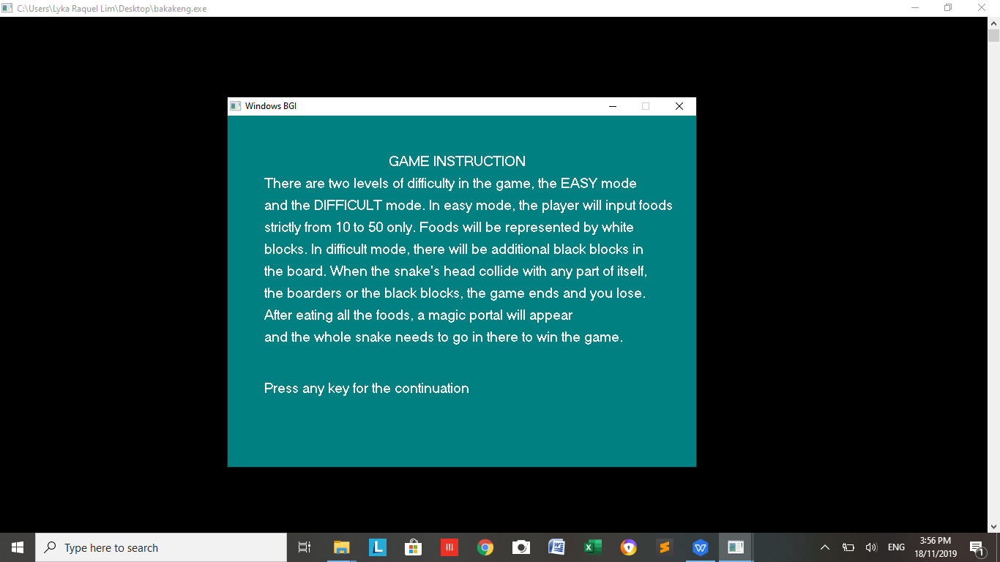 C:\Users\Lyka Raquel Lim\Desktop\bakakeng.exe
Windows BGI
GAME INSTRUCTION
There are two levels of difficulty in the game, the EASY mode
and the DIFFICULT mode. In easy mode, the player will input foods
strictly from 10 to 50 only. Foods will be represented by white
blocks. In difficult mode, there will be additional black blocks in
the board. When the snake's head collide with any part of itself,
the boarders or the black blocks, the game ends and you lose.
After eating all the foods, a magic portal will appear
and the whole snake needs to go in there to win the game.
Press any key for the continuation
Type here to search
L
W
ENG
3:56 PM
18/11/2019
1